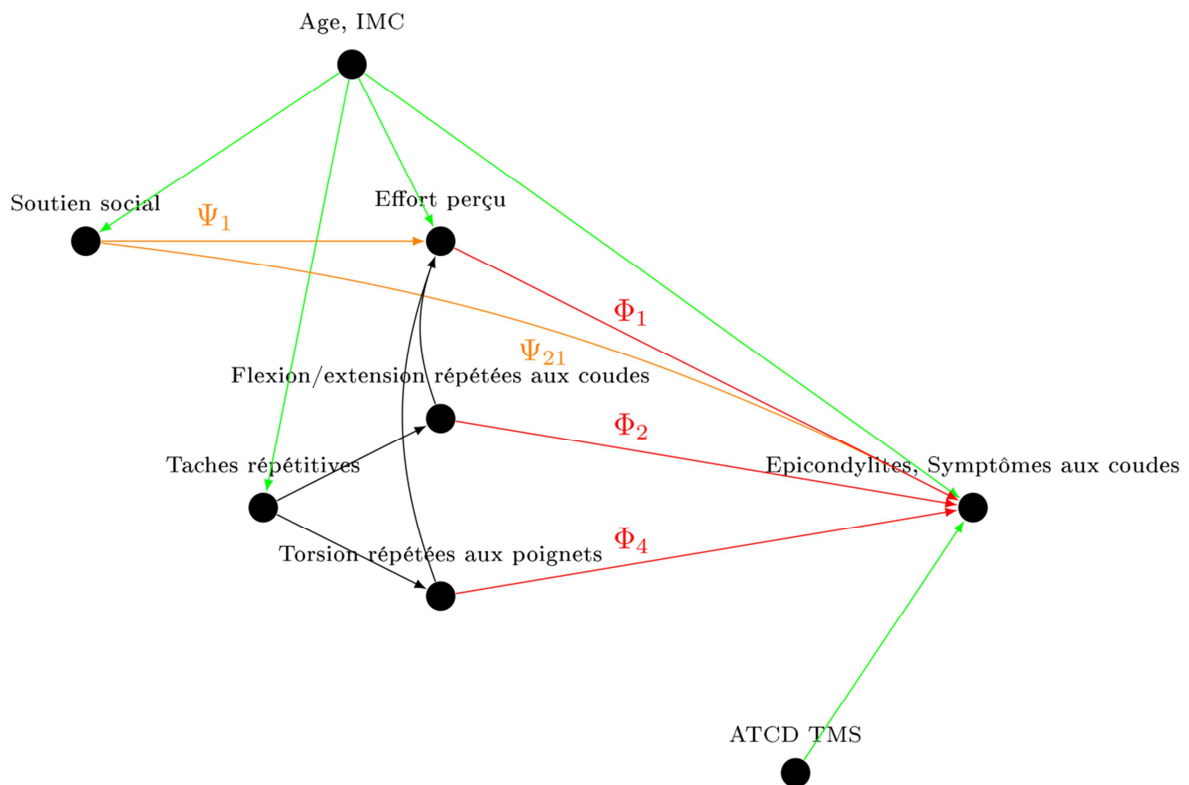 Age, IMC
Soutien social
Ψ1
Effort perçu
Φ1
Ψ21
Flexion/extension répétées aux coudes
Φ2
Taches répétitives
Epicondylites, Symptômes aux coudes
Φ4
Torsion répétées aux poignets
ATCD TMS